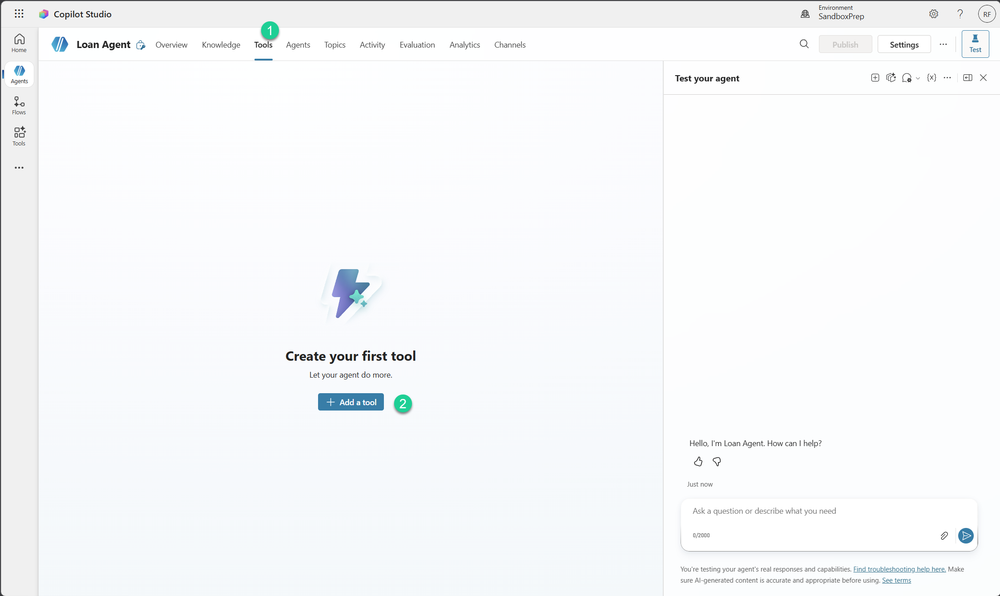 Copilot Studio
Environment
SandboxPrep
RF
Home
Agents
Flows
Tools
Loan Agent
Overview
Knowledge
1
Tools
Agents
Topics
Activity
Evaluation
Analytics
Channels
Publish
Settings
Test
Create your first tool
Let your agent do more.
Add a tool
2
Test your agent
{x}
Hello, I'm Loan Agent. How can I help?
Just now
Ask a question or describe what you need
0/2000
You're testing your agent's real responses and capabilities. Find troubleshooting help here. Make
sure AI-generated content is accurate and appropriate before using. See terms